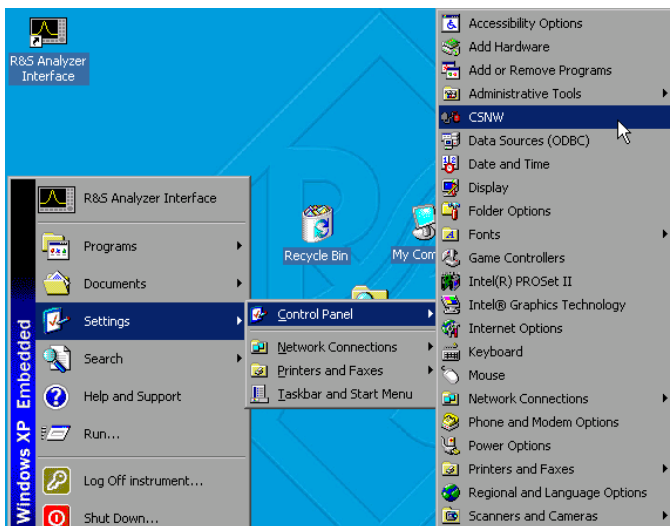 R&S Analyzer
Interface
Recycle Bin
My Com
Windows XP Embedded
R&S Analyzer Interface
Programs
Documents
Settings
Search
Help and Support
Run...
Log Off instrument...
Shut Down...
Control Panel
Network Connections
Printers and Faxes
Taskbar and Start Menu
Accessibility Options
Add Hardware
Add or Remove Programs
Administrative Tools
CSNW
Data Sources (ODBC)
Date and Time
Display
Folder Options
Fonts
Game Controllers
Intel(R) PROSet II
Intel® Graphics Technology
Internet Options
Keyboard
Mouse
Network Connections
Phone and Modem Options
Power Options
Printers and Faxes
Regional and Language Options
Scanners and Cameras